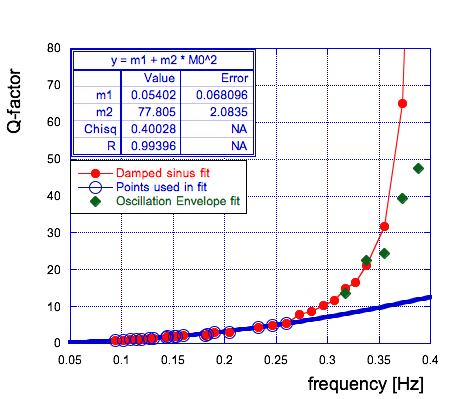 80
70
60
50
40
30
20
10
0
Q-factor
y = m1 + m2 * M0^2
Value Error
m1 0.05402 0.068096
m2 77.805 2.0835
Chisq 0.40028 NA
R 0.99396 NA
Damped sinus fit
Points used in fit
Oscillation Envelope fit
0.05 0.1 0.15 0.2 0.25 0.3 0.35 0.4
frequency [Hz]